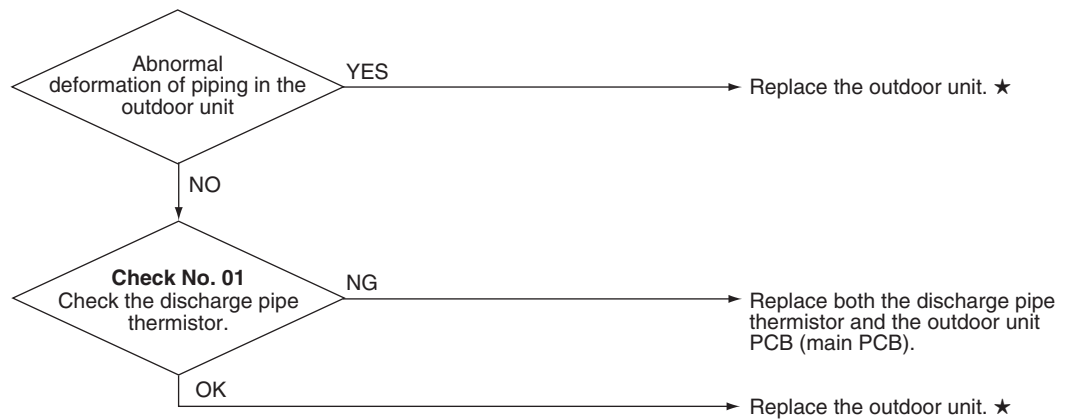 Abnormal
deformation of piping in the
outdoor unit
YES
Replace the outdoor unit. ★
NO
Check No. 01
Check the discharge pipe
thermistor.
NG
Replace both the discharge pipe
thermistor and the outdoor unit
PCB (main PCB).
OK
Replace the outdoor unit. ★